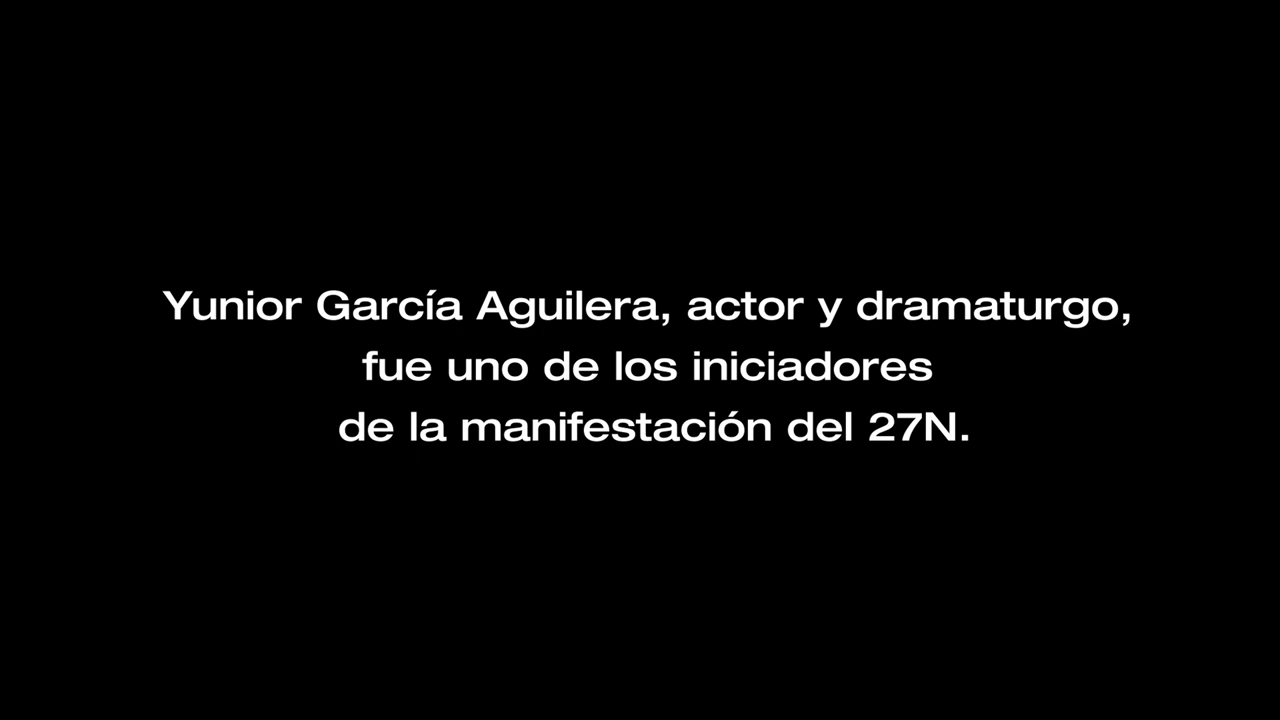 Yunior García Aguilera, actor y dramaturgo,
fue uno de los iniciadores
de la manifestación del 27N.